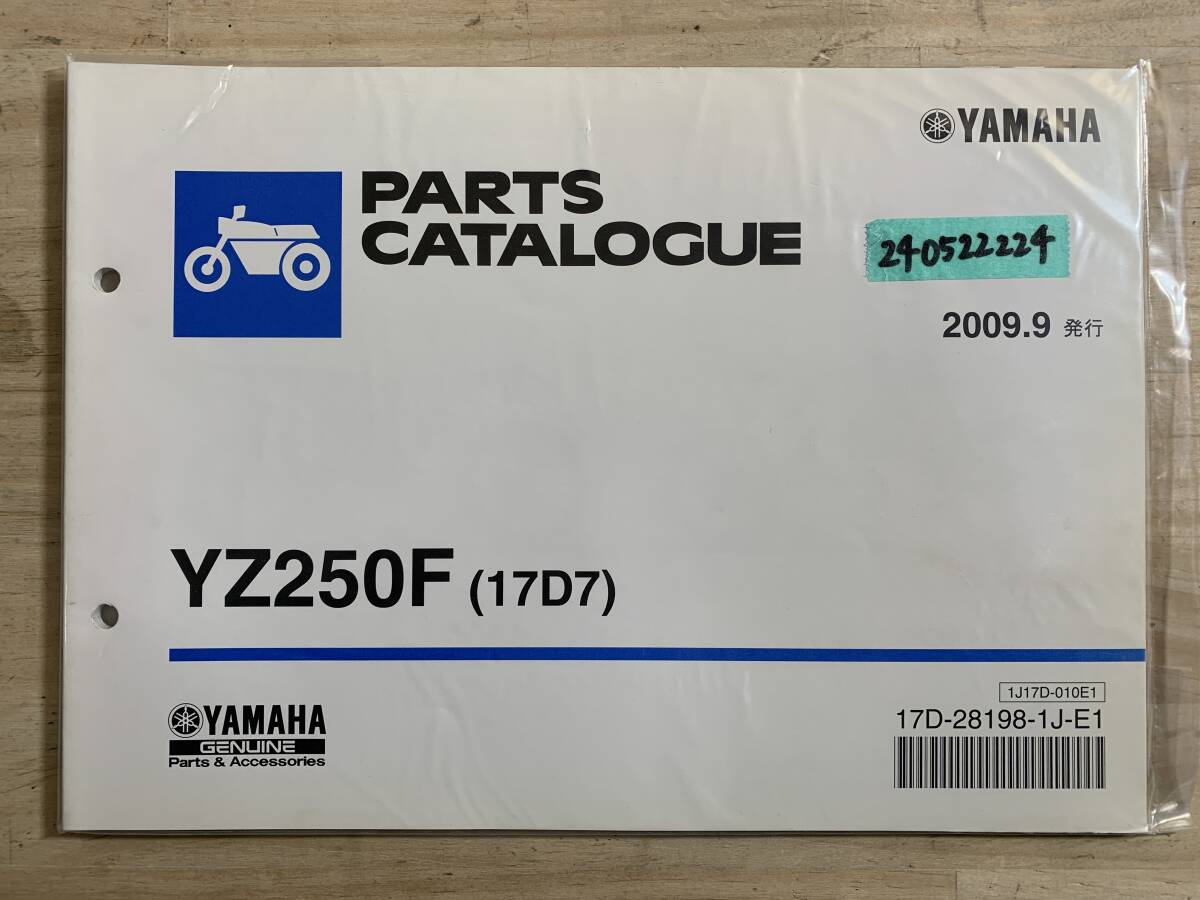 YAMAHA
PARTS
CATALOGUE
240522224
2009.9 発行
YZ250F (17D7)
1J17D-010E1
17D-28198-1J-E1
YAMAHA
GENUINE
Parts & Accessories